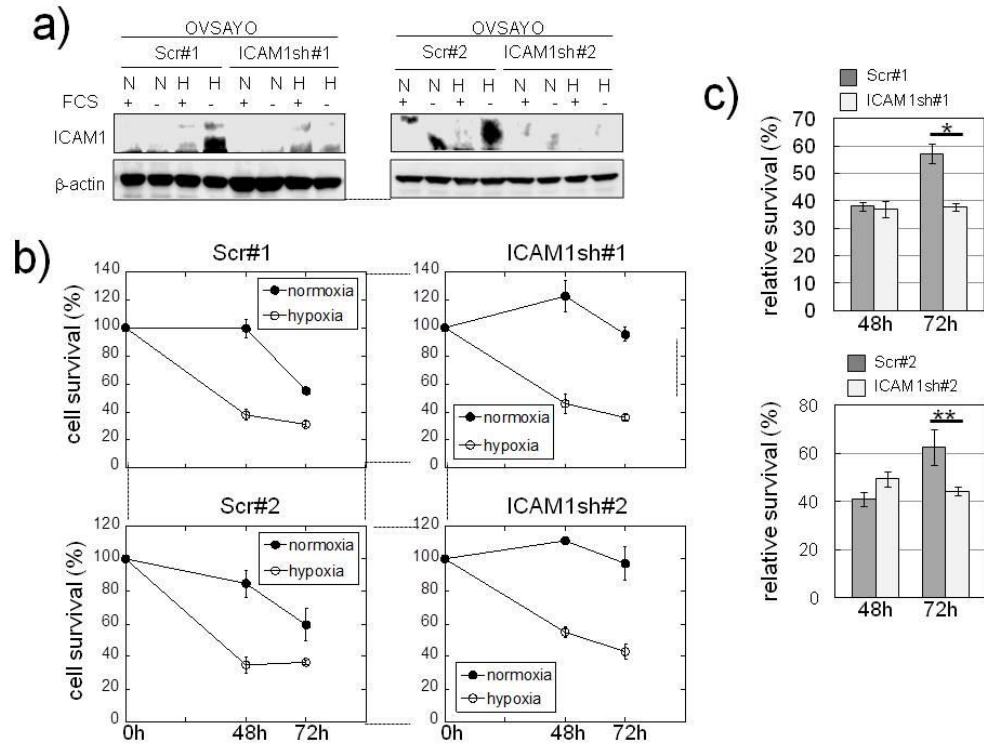 a)
OVSAYO
Scr#1 ICAM1sh#1
N N H H N N H H
FCS + - + - + - + -
ICAM1
β-actin
OVSAYO
Scr#2 ICAM1sh#2
N N H H N N H H
+ - + - + - + -
b)
Scr#1
cell survival (%)
140
120
100
80
60
40
20
0
normoxia
hypoxia
ICAM1sh#1
140
120
100
80
60
40
20
0
normoxia
hypoxia
Scr#2
cell survival (%)
120
100
80
60
40
20
0
normoxia
hypoxia
0h 48h 72h
ICAM1sh#2
120
100
80
60
40
20
0
normoxia
hypoxia
0h 48h 72h
c)
Scr#1
ICAM1sh#1
relative survival (%)
70
60
50
40
30
20
10
0
*
48h 72h
Scr#2
ICAM1sh#2
relative survival (%)
80
60
40
20
0
**
48h 72h